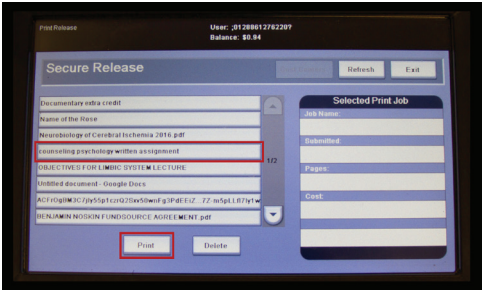 Print Release
User: ;01288612762207
Balance: $0.94
Secure Release
Refresh
Exit
Documentary extra credit
Name of the Rose
Neurobiology of Cerebral Ischemia 2016.pdf
counseling psychology written assignment
OBJECTIVES FOR LIMBIC SYSTEM LECTURE
Untitled document - Google Docs
BENJAMIN NOSKIN FUNDSOURCE AGREEMENT.pdf
1/2
Print
Delete
Selected Print Job
Job Name:
Submitted:
Pages:
Cost: